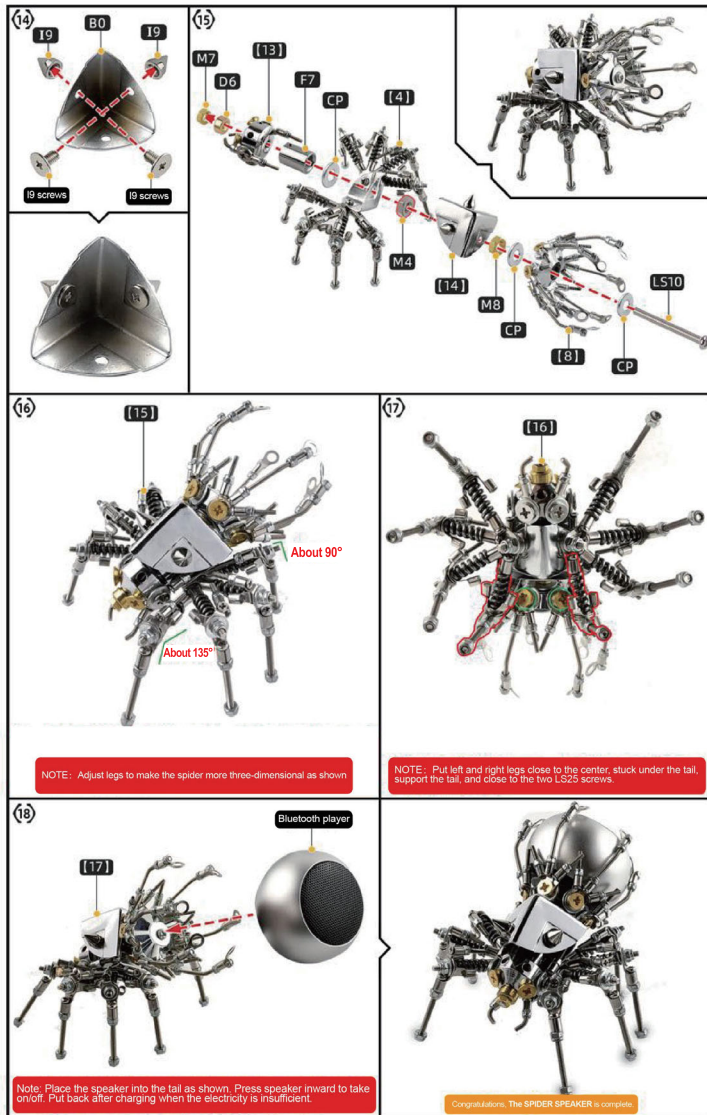 14
I9
B0
I9
I9 screws
I9 screws
15
M7
D6
【13】
F7
CP
【4】
M4
【14】
M8
CP
【8】
CP
LS10
16
【15】
About 90°
About 135°
NOTE: Adjust legs to make the spider more three-dimensional as shown
17
【16】
NOTE: Put left and right legs close to the center, stuck under the tail,
support the tail, and close to the two LS25 screws.
18
【17】
Bluetooth player
Note: Place the speaker into the tail as shown. Press speaker inward to take
on/off. Put back after charging when the electricity is insufficient.
Congratulations, The SPIDER SPEAKER is complete.